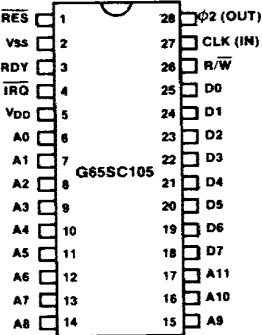 R̅E̅S̅ 1 28 ϕ2 (OUT)
Vss 2 27 CLK (IN)
RDY 3 26 R/W̅
I̅R̅Q̅ 4 25 D0
VDD 5 24 D1
A0 6 23 D2
A1 7 22 D3
G65SC105
A2 8 21 D4
A3 9 20 D5
A4 10 19 D6
A5 11 18 D7
A6 12 17 A11
A7 13 16 A10
A8 14 15 A9